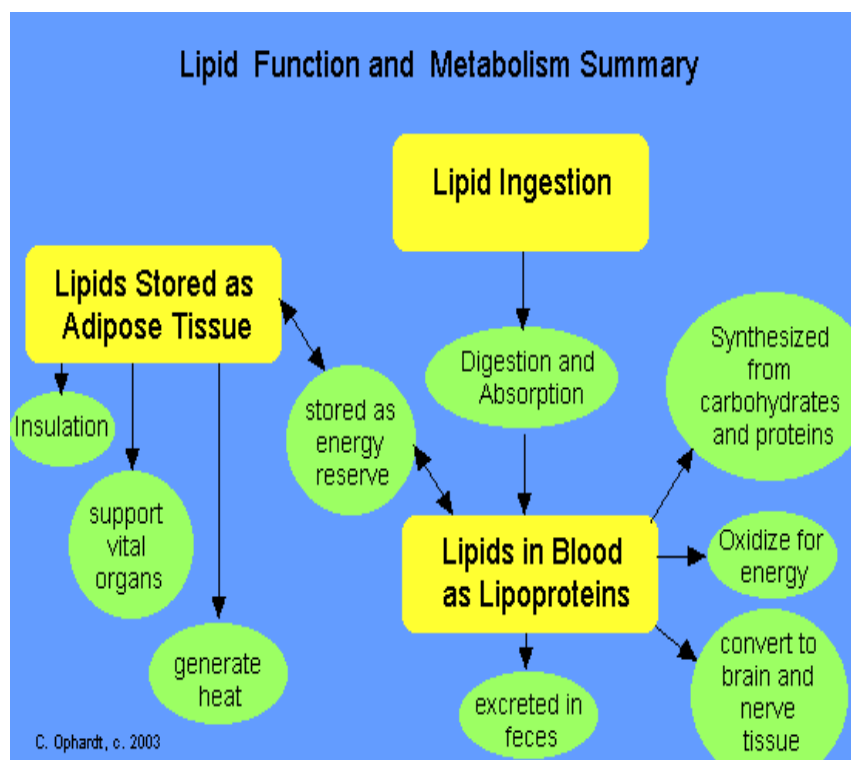 Lipid Function and Metabolism Summary
Lipid Ingestion
Lipids Stored as
Adipose Tissue
Digestion and
Absorption
Synthesized
from
carbohydrates
and proteins
Insulation
stored as
energy
reserve
support
vital
organs
Lipids in Blood
as Lipoproteins
Oxidize for
energy
generate
heat
excreted in
feces
convert to
brain and
nerve
tissue
C. Ophardt, c. 2003